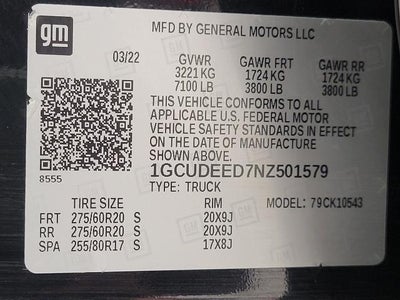 gm
MFD BY GENERAL MOTORS LLC
03/22 GVWR GAWR FRT GAWR RR
3221 KG 1724 KG 1724 KG
7100 LB 3800 LB 3800 LB
THIS VEHICLE CONFORMS TO ALL
APPLICABLE U.S. FEDERAL MOTOR
VEHICLE SAFETY STANDARDS IN EFFECT
ON THE DATE OF MANUFACTURE
SHOWN ABOVE.
8555 1GCUDEED7NZ501579
TYPE: TRUCK
TIRE SIZE RIM MODEL: 79CK10543
FRT 275/60R20 S 20X9J
RR 275/60R20 S 20X9J
SPA 255/80R17 S 17X8J